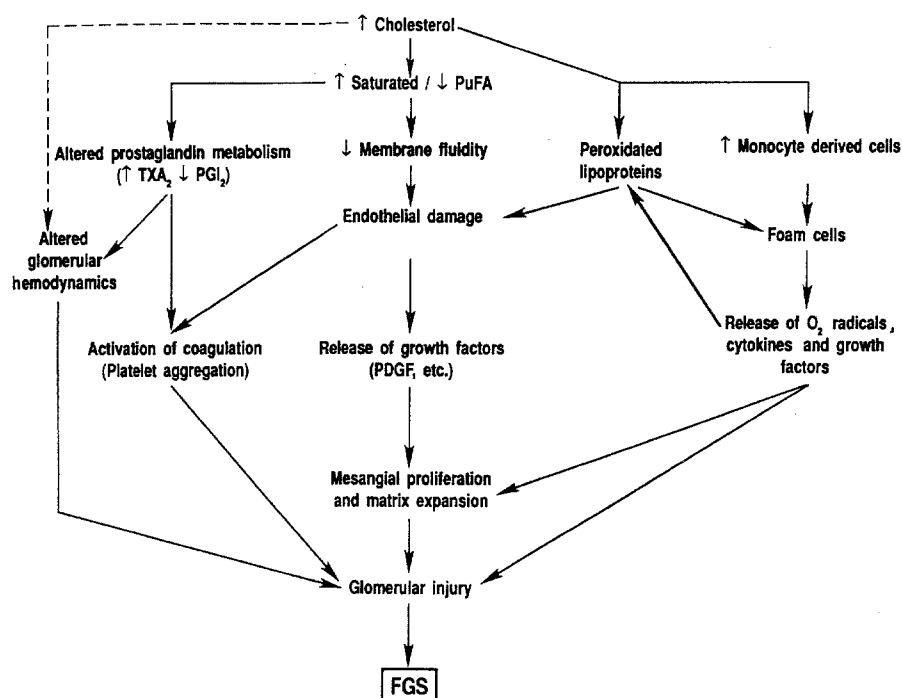 ↑ Cholesterol
↑ Saturated / ↓ PuFA
Altered prostaglandin metabolism
(↑ TXA₂ ↓ PGI₂)
↓ Membrane fluidity
Peroxidated
lipoproteins
↑ Monocyte derived cells
Endothelial damage
Altered
glomerular
hemodynamics
Foam cells
Activation of coagulation
(Platelet aggregation)
Release of growth factors
(PDGF, etc.)
Release of O₂ radicals,
cytokines and growth
factors
Mesangial proliferation
and matrix expansion
Glomerular injury
FGS